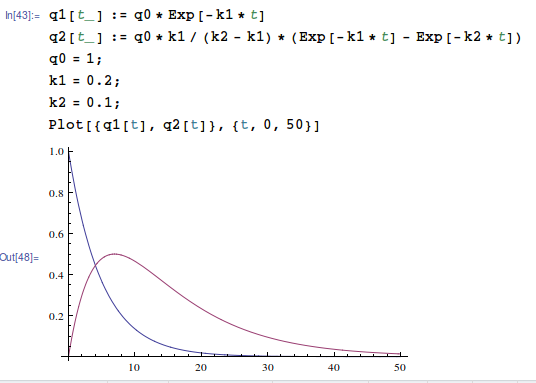 In[43]:= q1[t_] := q0 * Exp[-k1 * t]
q2[t_] := q0 * k1 / (k2 - k1) * (Exp[-k1 * t] - Exp[-k2 * t])
q0 = 1;
k1 = 0.2;
k2 = 0.1;
Plot[{q1[t], q2[t]}, {t, 0, 50}]
1.0
0.8
0.6
Out[48]=
0.4
0.2
10 20 30 40 50